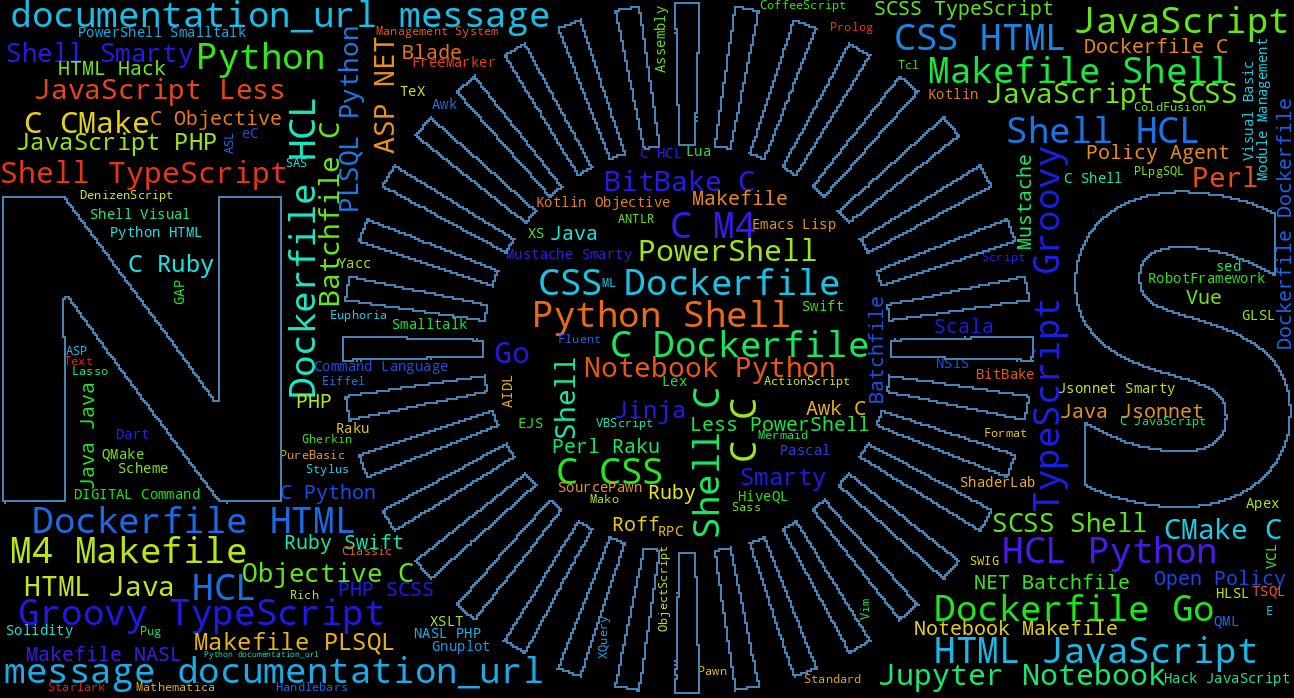 documentation_url message
PowerShell Smalltalk
Shell Smarty
Python
HTML Hack
JavaScript Less
C CMake
C Objective
JavaScript PHP
ASL
eC
Shell TypeScript
SAS
DenizenScript
Shell Visual
Python HTML
C Ruby
GAP
ASP
Text
Lasso
Java Java
Dart
QMake
Scheme
DIGITAL Command
Dockerfile HCL
Batchfile C
PLSQL Python
ASP NET
Management System
Blade
FreeMarker
TeX
Awk
Yacc
Euphoria
Smalltalk
Command Language
Eiffel
PHP
Raku
Gherkin
PureBasic
Stylus
C Python
Dockerfile HTML
M4 Makefile
Ruby Swift
Classic
Objective C
HTML Java
HCL
Rich
PHP SCSS
Groovy TypeScript
Solidity
Pug
Makefile PLSQL
Makefile NASL
Python documentation_url
message documentation_url
Starlark
Mathematica
Handlebars
XSLT
NASL PHP
Gnuplot
Assembly
CoffeeScript
Prolog
C HCL
Lua
BitBake C
Kotlin Objective
Makefile
ANTLR
C M4
Emacs Lisp
XS
Java
Mustache Smarty
PowerShell
CSS
ML
Dockerfile
Python Shell
Swift
Fluent
C Dockerfile
Go
Notebook Python
Lex
ActionScript
AIDL
Shell
Jinja
Shell C
C C
Awk C
EJS
VBScript
Less PowerShell
Mermaid
Perl Raku
Pascal
C CSS
Smarty
SourcePawn
Mako
Ruby
HiveQL
Sass
Roff
RPC
ObjectScript
XQuery
Pawn
Standard
Vim
Batchfile
SCSS TypeScript
JavaScript
CSS HTML
Dockerfile C
Tcl
Makefile Shell
Kotlin
JavaScript SCSS
ColdFusion
Visual Basic
Module Management
Shell HCL
Policy Agent
PLpgSQL
C Shell
Perl
Mustache
TypeScript Groovy
Dockerfile Dockerfile
Script
sed
RobotFramework
Vue
GLSL
Scala
NSIS
BitBake
Jsonnet Smarty
Java Jsonnet
C JavaScript
Format
ShaderLab
Apex
SCSS Shell
CMake C
HCL Python
SWIG
VCL
NET Batchfile
Open Policy
HLSL
TSQL
Dockerfile Go
E
QML
Notebook Makefile
HTML JavaScript
Jupyter Notebook
Hack JavaScript